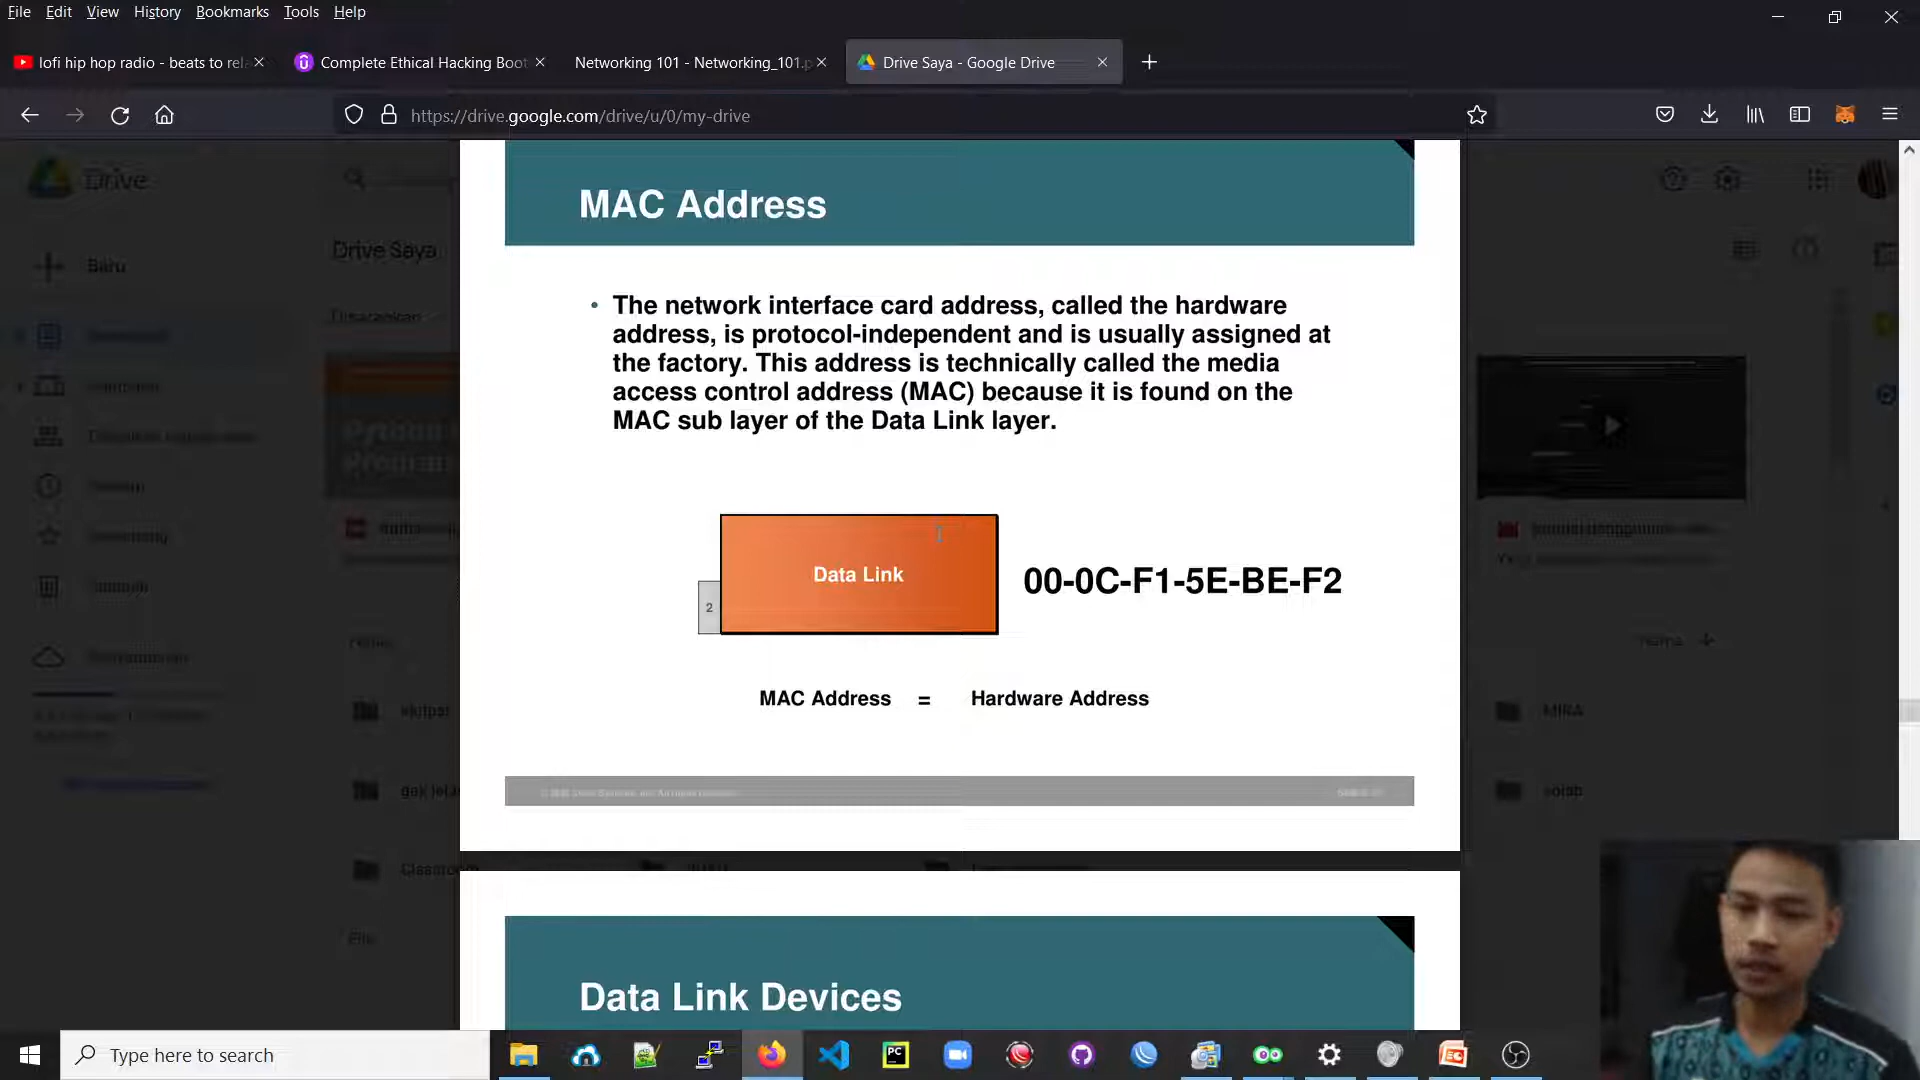 File Edit View History Bookmarks Tools Help
lofi hip hop radio - beats to rel
Complete Ethical Hacking Boot
Networking 101 - Networking_101.p
Drive Saya - Google Drive
https://drive.google.com/drive/u/0/my-drive
Drive
Drive Saya
Baru
MAC Address
• The network interface card address, called the hardware
address, is protocol-independent and is usually assigned at
the factory. This address is technically called the media
access control address (MAC) because it is found on the
MAC sub layer of the Data Link layer.
2
Data Link
00-0C-F1-5E-BE-F2
MAC Address = Hardware Address
MIRA
Data Link Devices
Type here to search